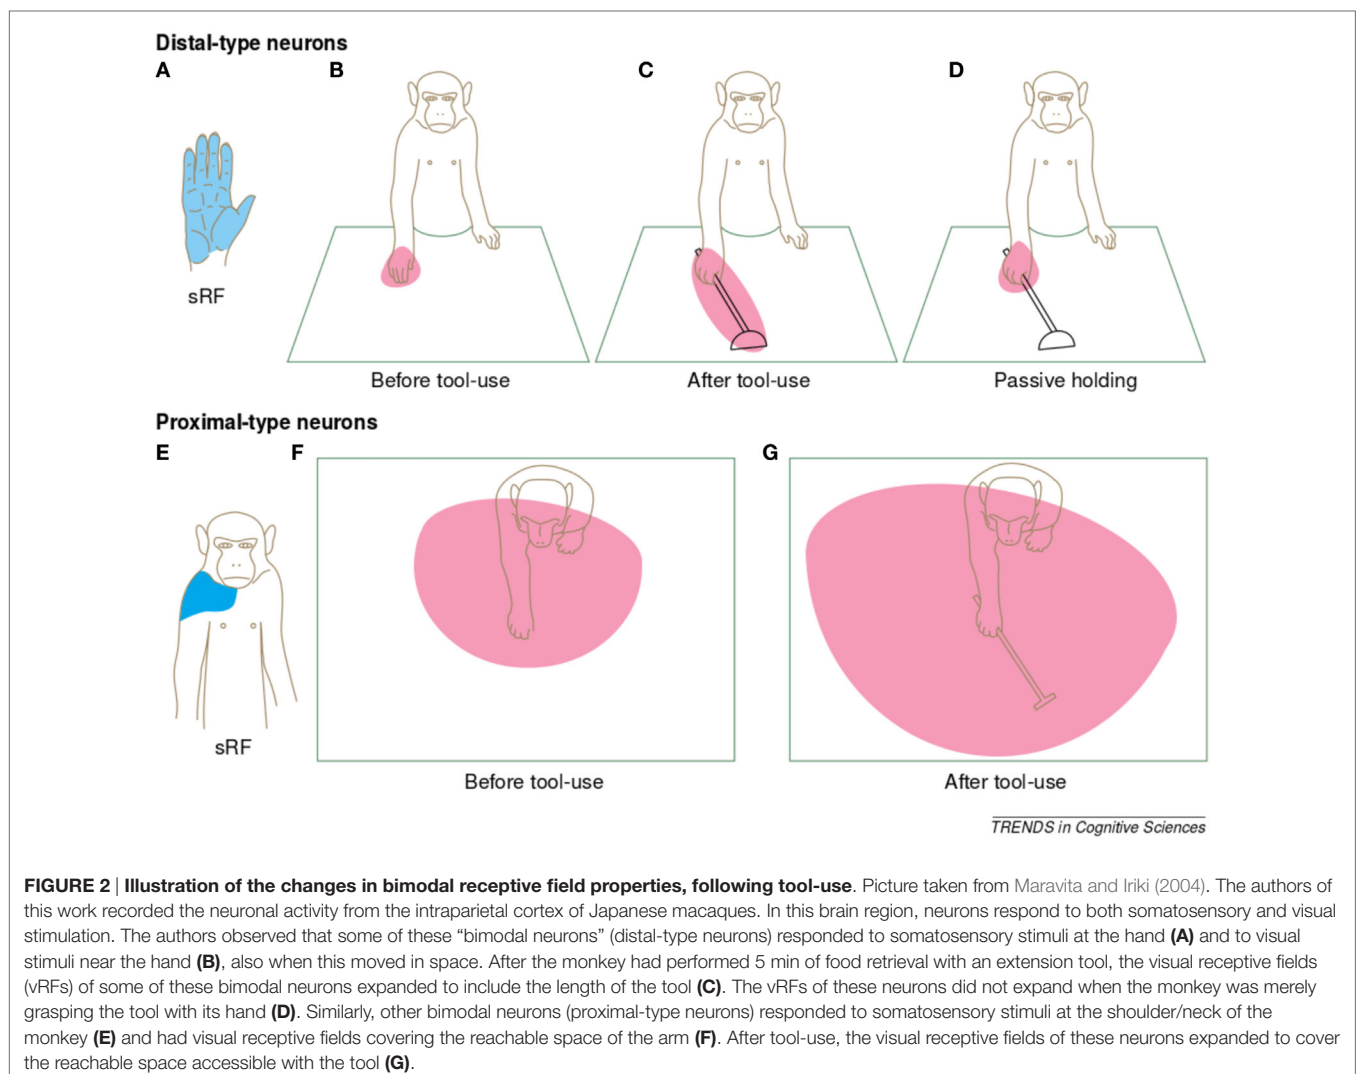 Distal-type neurons
A
B
C
D
sRF
Before tool-use
After tool-use
Passive holding
Proximal-type neurons
E
F
G
sRF
Before tool-use
After tool-use
TRENDS in Cognitive Sciences
FIGURE 2 | Illustration of the changes in bimodal receptive field properties, following tool-use. Picture taken from Maravita and Iriki (2004). The authors of
this work recorded the neuronal activity from the intraparietal cortex of Japanese macaques. In this brain region, neurons respond to both somatosensory and visual
stimulation. The authors observed that some of these “bimodal neurons” (distal-type neurons) responded to somatosensory stimuli at the hand (A) and to visual
stimuli near the hand (B), also when this moved in space. After the monkey had performed 5 min of food retrieval with an extension tool, the visual receptive fields
(vRFs) of some of these bimodal neurons expanded to include the length of the tool (C). The vRFs of these neurons did not expand when the monkey was merely
grasping the tool with its hand (D). Similarly, other bimodal neurons (proximal-type neurons) responded to somatosensory stimuli at the shoulder/neck of the
monkey (E) and had visual receptive fields covering the reachable space of the arm (F). After tool-use, the visual receptive fields of these neurons expanded to cover
the reachable space accessible with the tool (G).